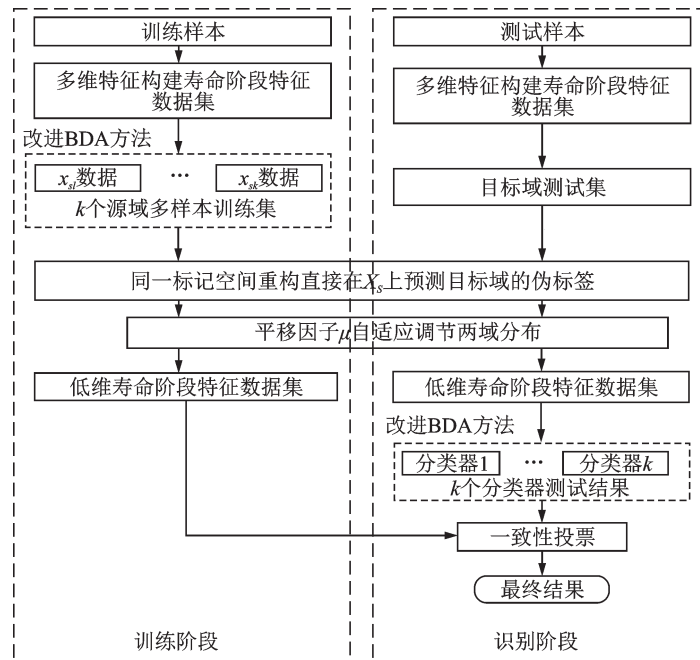 训练样本
多维特征构建寿命阶段特征
数据集
改进BDA方法
x_{sl}数据 ··· x_{sk}数据
k个源域多样本训练集
测试样本
多维特征构建寿命阶段特征
数据集
目标域测试集
同一标记空间重构直接在X_s上预测目标域的伪标签
平移因子μ自适应调节两域分布
低维寿命阶段特征数据集
低维寿命阶段特征数据集
改进BDA方法
分类器1 ··· 分类器k
k个分类器测试结果
一致性投票
最终结果
训练阶段
识别阶段